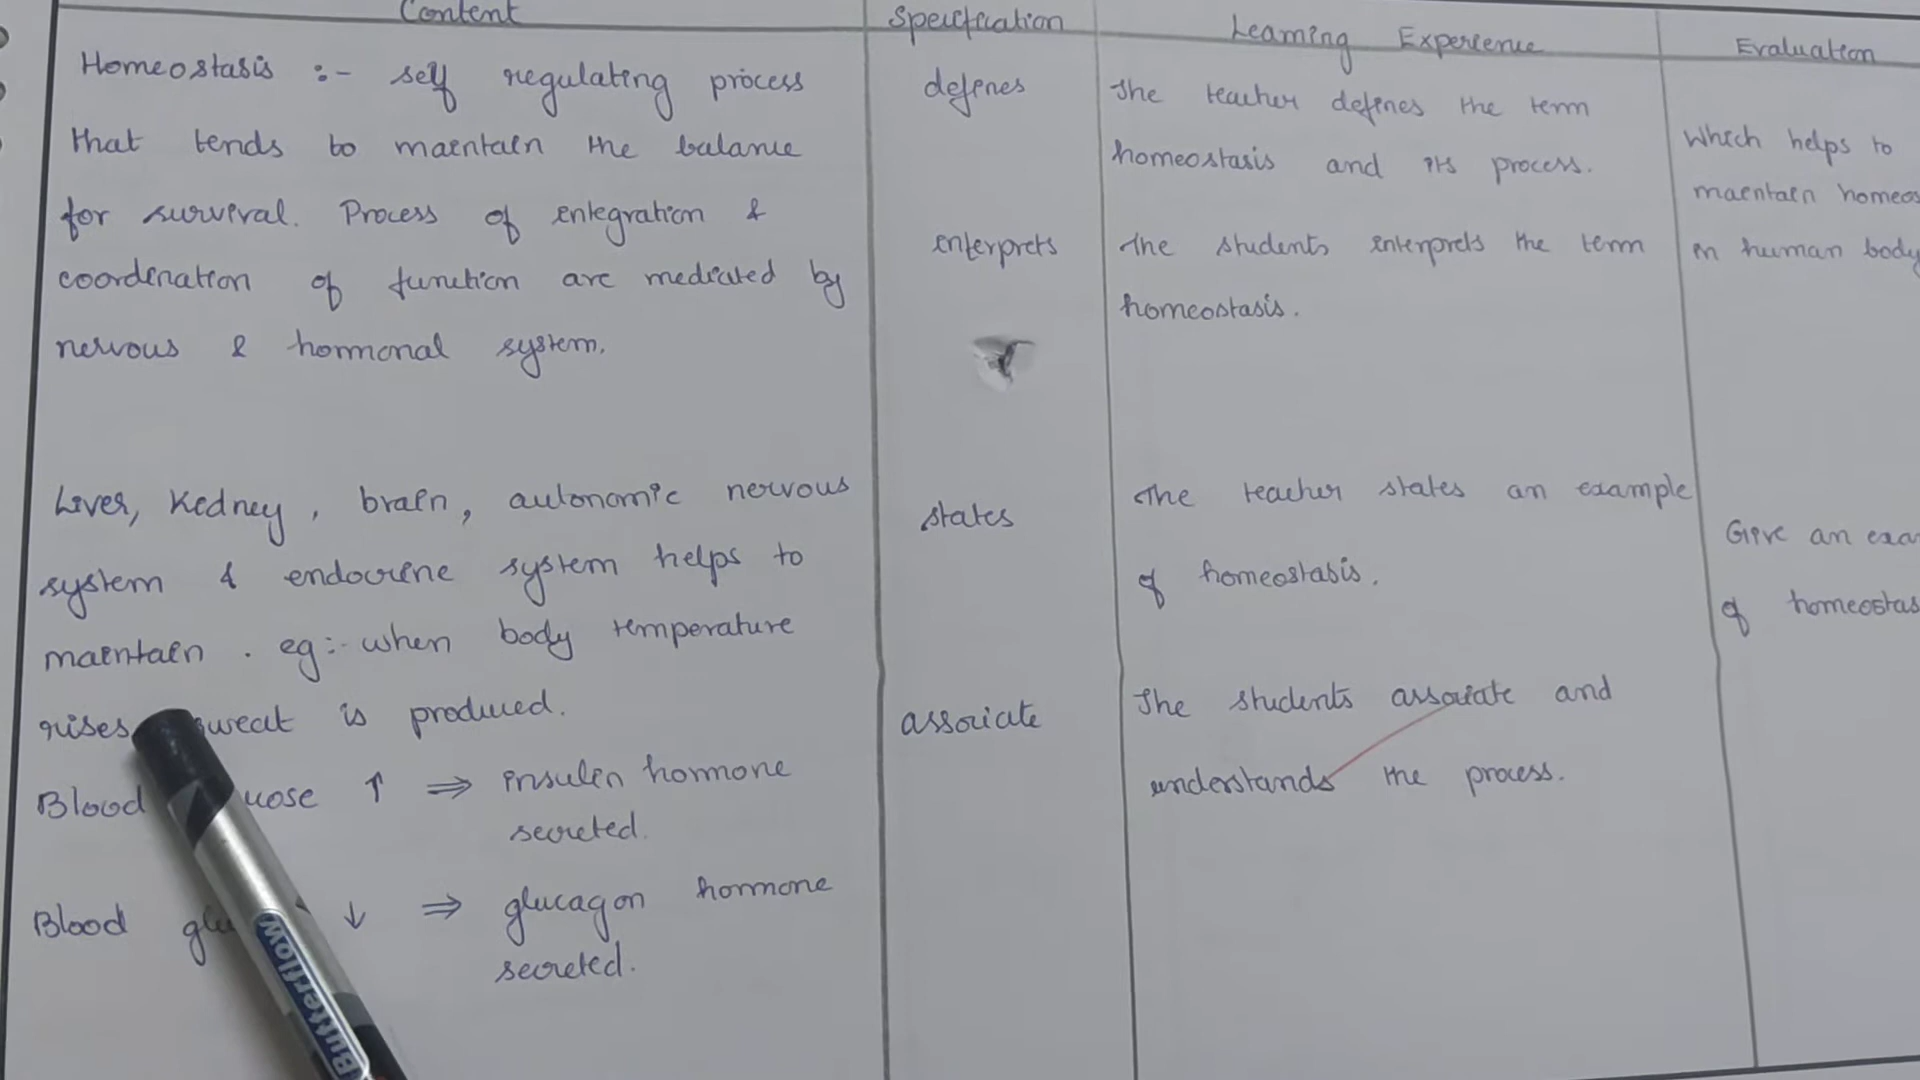 Content
Homeostasis :- self regulating process
that tends to maintain the balance
for survival. Process of integration &
coordination of function are mediated by
nervous & hormonal system.
Liver, Kidney, brain, autonomic nervous
system & endocrine system helps to
maintain. eg:- when body temperature
rises sweat is produced.
Blood ↑ ⇒ insulin hormone
secreted.
Blood ↓ ⇒ glucagon hormone
secreted.
Specification
defines
interprets
states
associate
Learning Experience
The teacher defines the term
homeostasis and its process.
The students interprets the term
homeostasis.
The teacher states an example
of homeostasis.
The students associate and
understands the process.
Evaluation
Which helps to
maintain
in human body
Give an
of
Butterflow